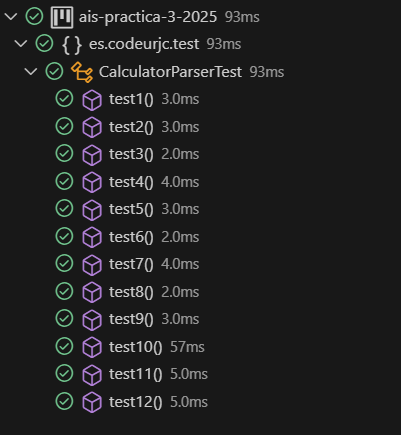 ais-practica-3-2025 93ms
{} es.codeurjc.test 93ms
CalculatorParserTest 93ms
test1() 3.0ms
test2() 3.0ms
test3() 2.0ms
test4() 4.0ms
test5() 3.0ms
test6() 2.0ms
test7() 4.0ms
test8() 2.0ms
test9() 3.0ms
test10() 57ms
test11() 5.0ms
test12() 5.0ms